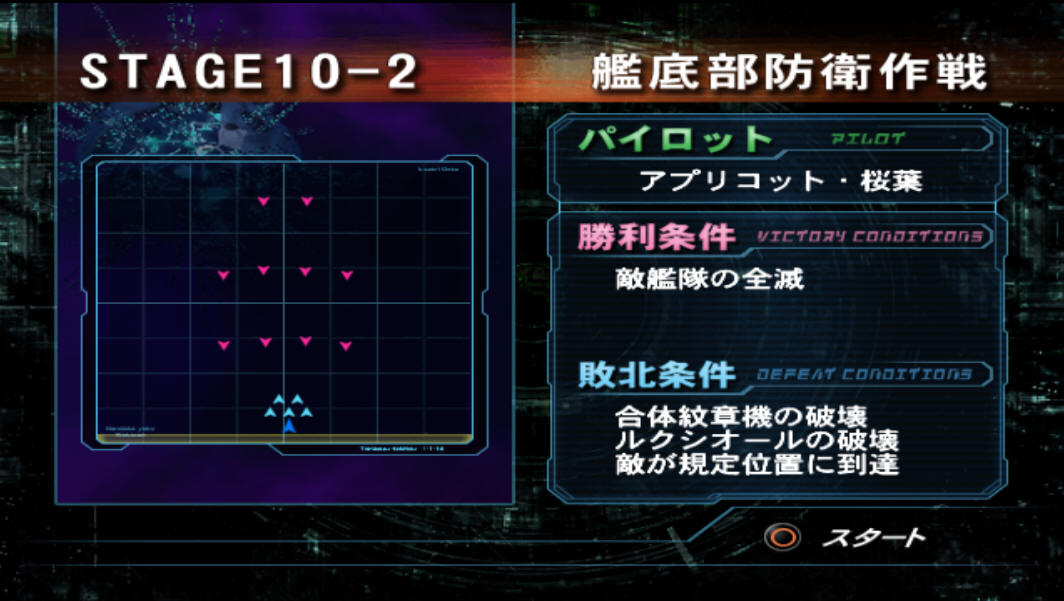 STAGE10-2
艦底部防衛作戦
パイロット PILOT
アプリコット・桜葉
勝利条件 VICTORY CONDITIONS
敵艦隊の全滅
敗北条件 DEFEAT CONDITIONS
合体紋章機の破壊
ルクシオールの破壊
敵が規定位置に到達
スタート